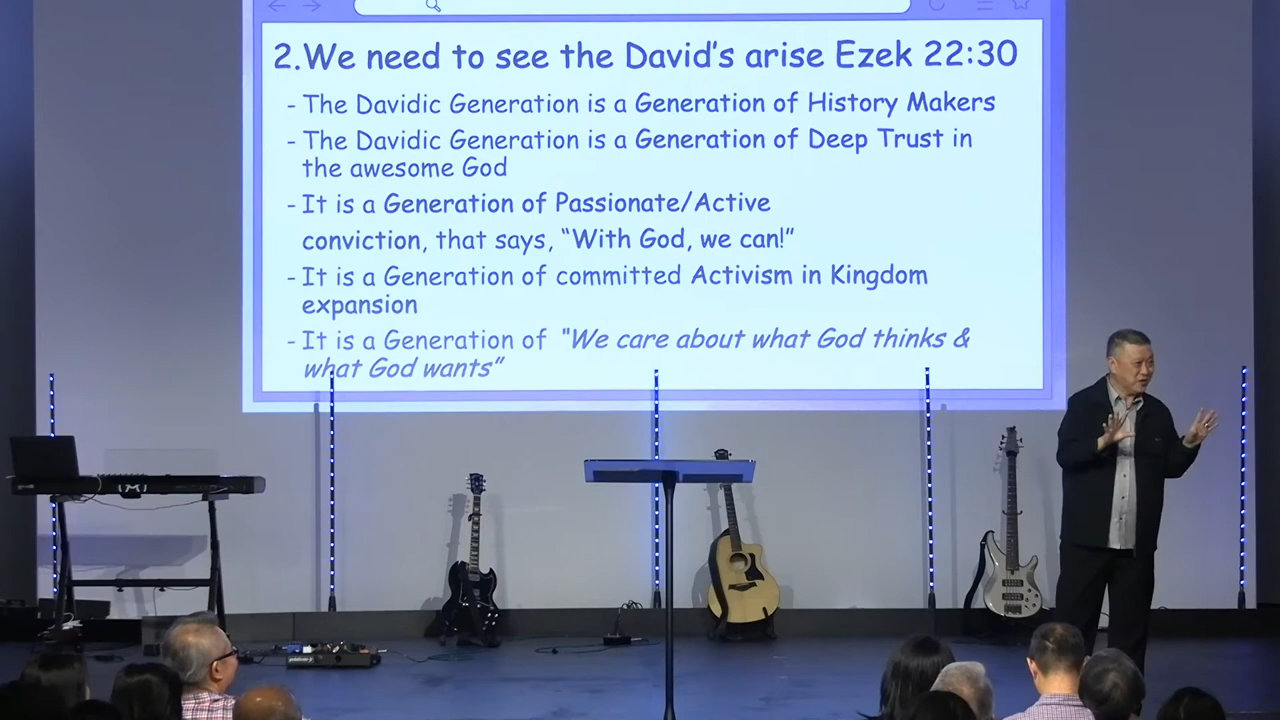 2.We need to see the David's arise Ezek 22:30
- The Davidic Generation is a Generation of History Makers
- The Davidic Generation is a Generation of Deep Trust in
the awesome God
- It is a Generation of Passionate/Active
conviction, that says, “With God, we can!”
- It is a Generation of committed Activism in Kingdom
expansion
- It is a Generation of “We care about what God thinks &
what God wants”